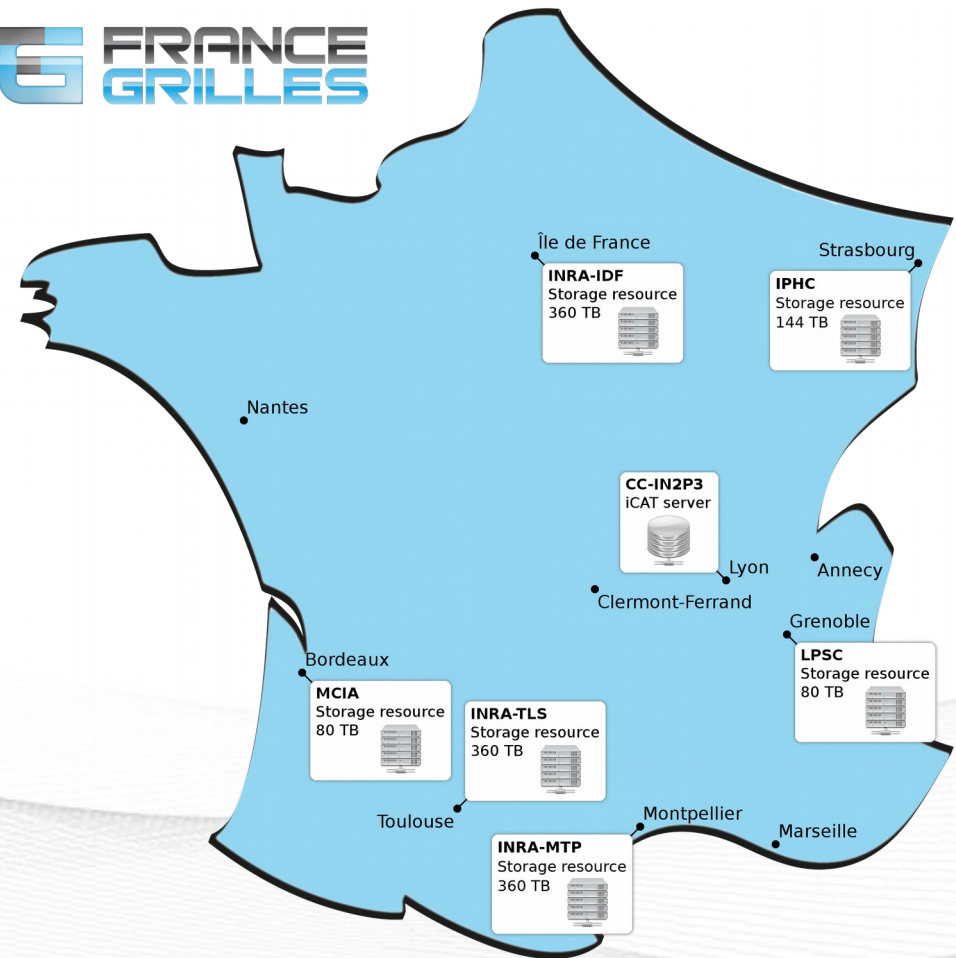 FRANCE
GRILLES
Île de France
INRA-IDF
Storage resource
360 TB
Strasbourg
IPHC
Storage resource
144 TB
Nantes
CC-IN2P3
iCAT server
Lyon
Annecy
Clermont-Ferrand
Grenoble
LPSC
Storage resource
80 TB
Bordeaux
MCIA
Storage resource
80 TB
INRA-TLS
Storage resource
360 TB
Toulouse
Montpellier
Marseille
INRA-MTP
Storage resource
360 TB